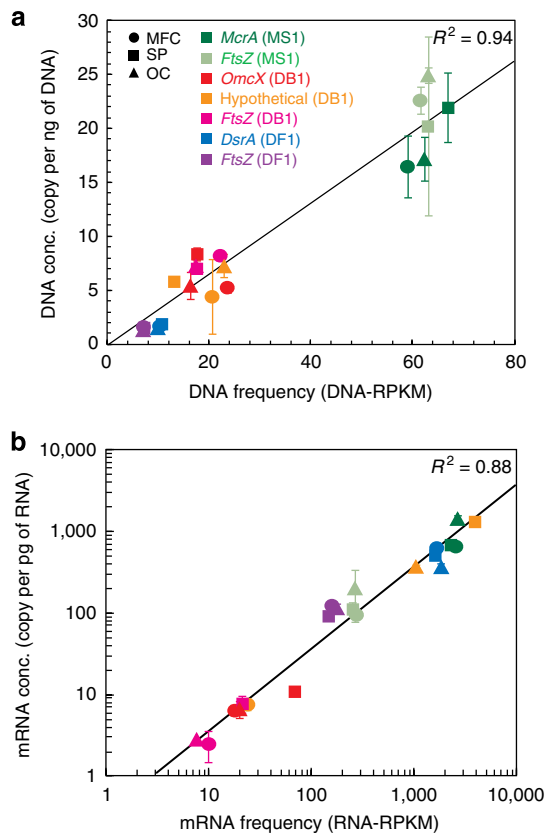 a
MFC
SP
OC
McrA (MS1)
FtsZ (MS1)
OmcX (DB1)
Hypothetical (DB1)
FtsZ (DB1)
DsrA (DF1)
FtsZ (DF1)
R² = 0.94
DNA conc. (copy per ng of DNA)
30
25
20
15
10
5
0
0 20 40 60 80
DNA frequency (DNA-RPKM)
b
R² = 0.88
mRNA conc. (copy per pg of RNA)
10,000
1,000
100
10
1
1 10 100 1,000 10,000
mRNA frequency (RNA-RPKM)